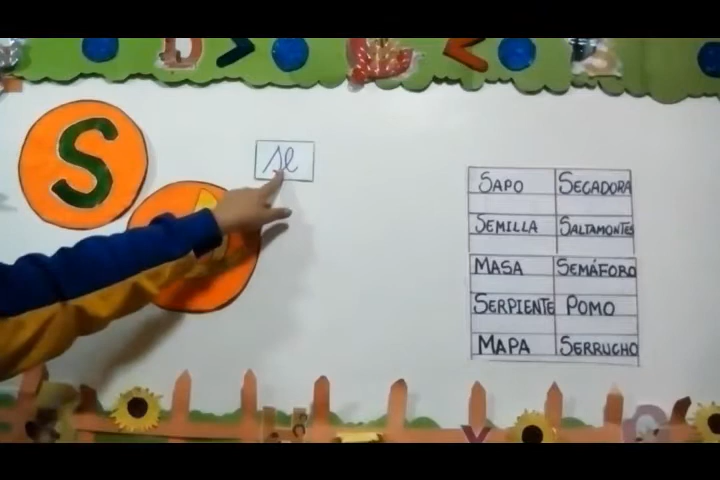 S
se
SAPO SECADORA
SEMILLA SALTAMONTES
MASA SEMÁFORO
SERPIENTE POMO
MAPA SERRUCHO